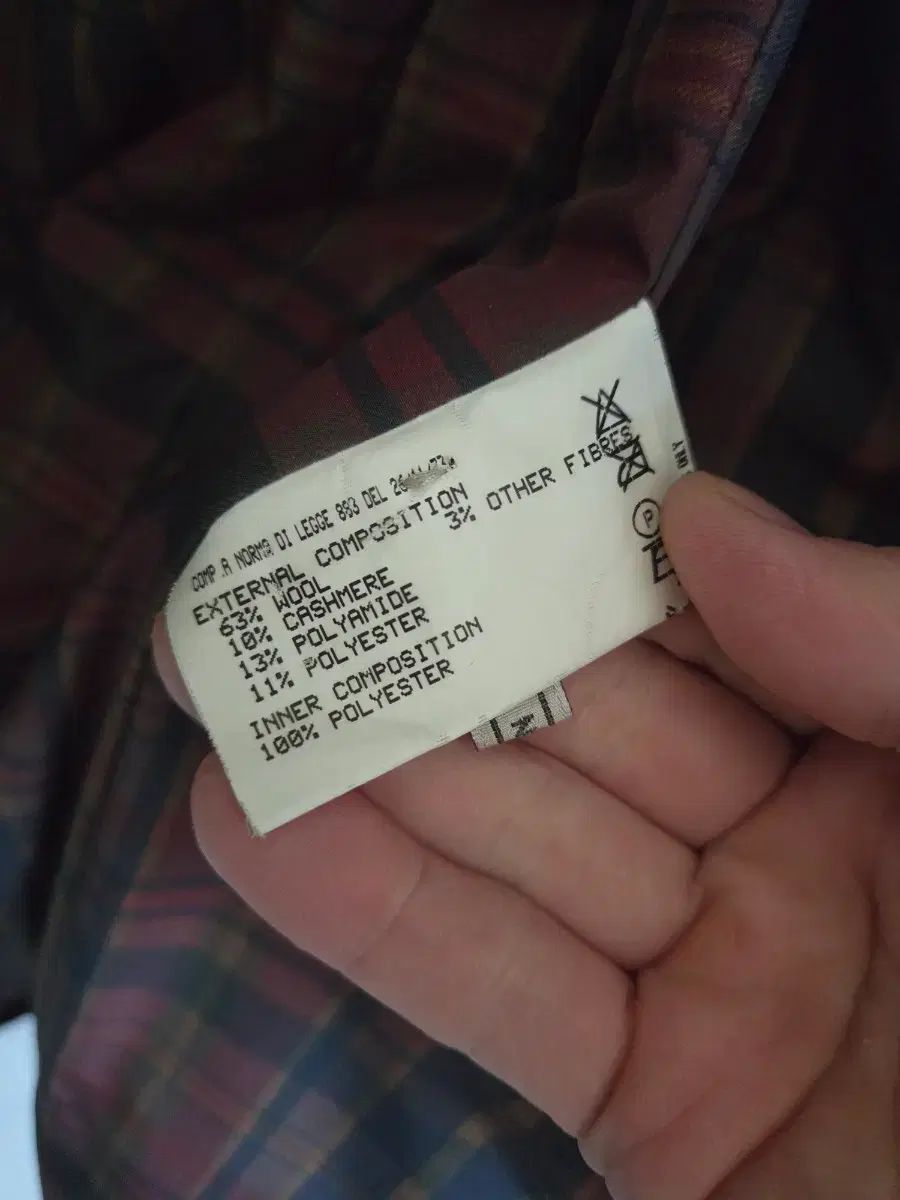 COMP .A NORMA DI LEGGE 883 DEL
EXTERNAL COMPOSITION
63% WOOL
10% CASHMERE
13% POLYAMIDE
11% POLYESTER
3% OTHER FIBRES
INNER COMPOSITION
100% POLYESTER
P
ONLY